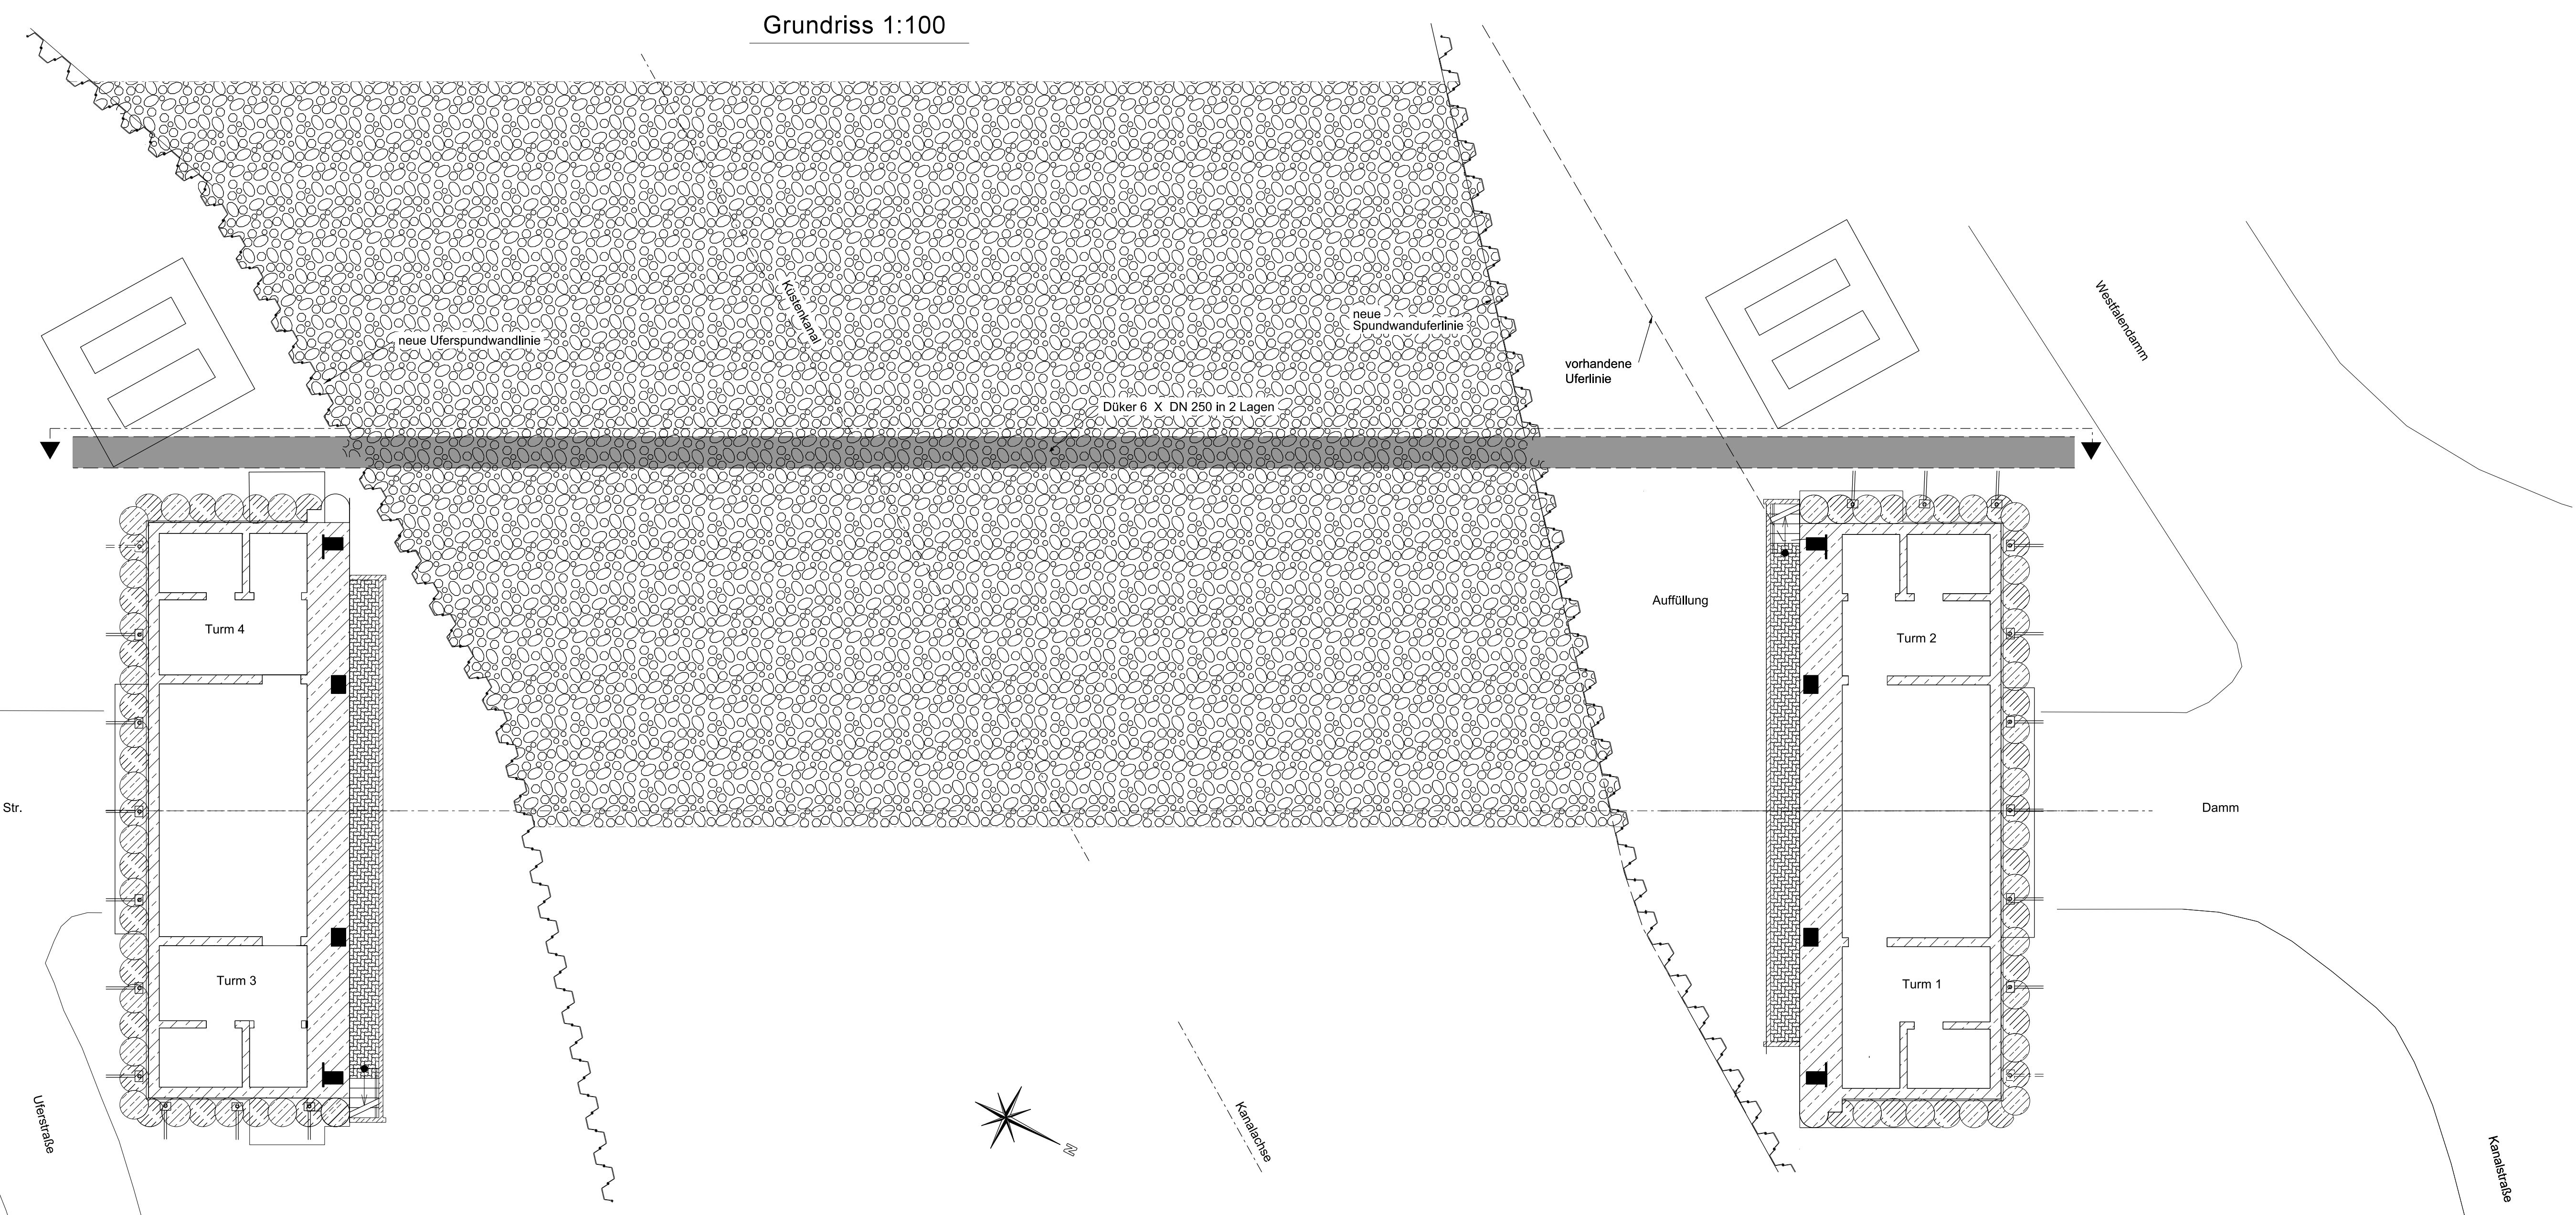 Grundriss 1:100
Küstenkanal
Westfalendamm
neue
Spundwanduferlinie
neue Uferspundwandlinie
vorhandene
Uferlinie
Düker 6 X DN 250 in 2 Lagen
Auffüllung
Turm 4
Turm 2
Str.
Damm
Turm 3
Turm 1
Uferstraße
Kanalachse
N
Kanalstraße